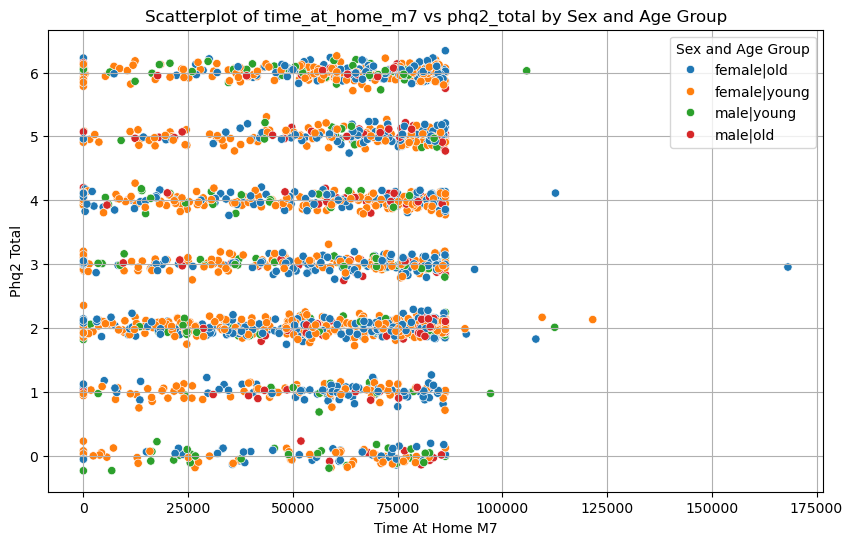 Scatterplot of time_at_home_m7 vs phq2_total by Sex and Age Group
Sex and Age Group
female|old
female|young
male|young
male|old
Phq2 Total
6
5
4
3
2
1
0
0 25000 50000 75000 100000 125000 150000 175000
Time At Home M7